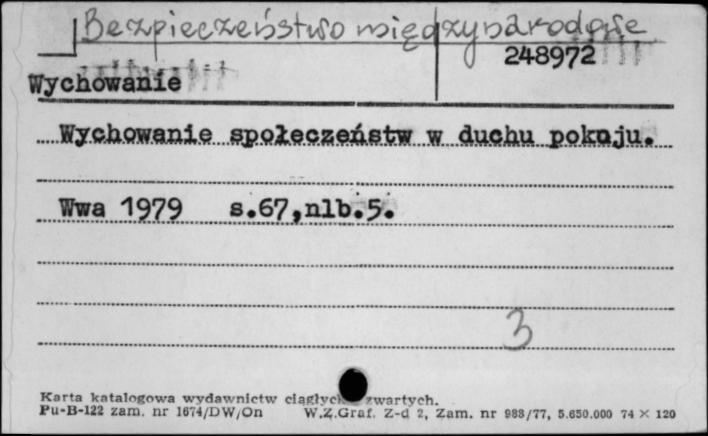 Bezpieczeństwo międzynarodowe
248972
Wychowanie
Wychowanie społeczeństw w duchu pokoju.
Wwa 1979 s.67,nlb.5.
3
Karta katalogowa wydawnictw zwartych.
Pu-B-122 zam. nr 1674/DW/On W.Z.Graf. Z-d 2, Zam. nr 988/77, 5.650.000 74 × 120